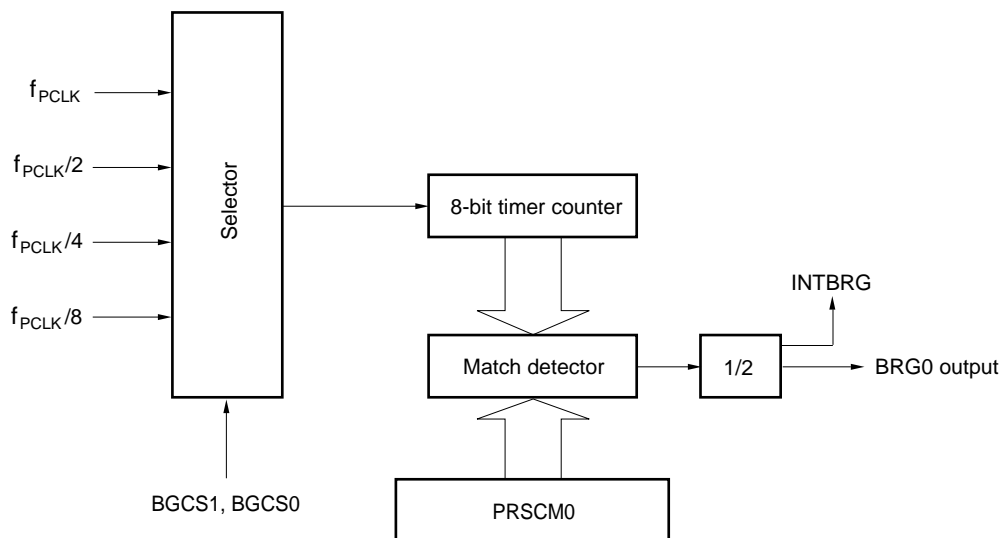 fPCLK
fPCLK/2
fPCLK/4
fPCLK/8
Selector
BGCS1, BGCS0
8-bit timer counter
Match detector
PRSCM0
1/2
INTBRG
BRG0 output